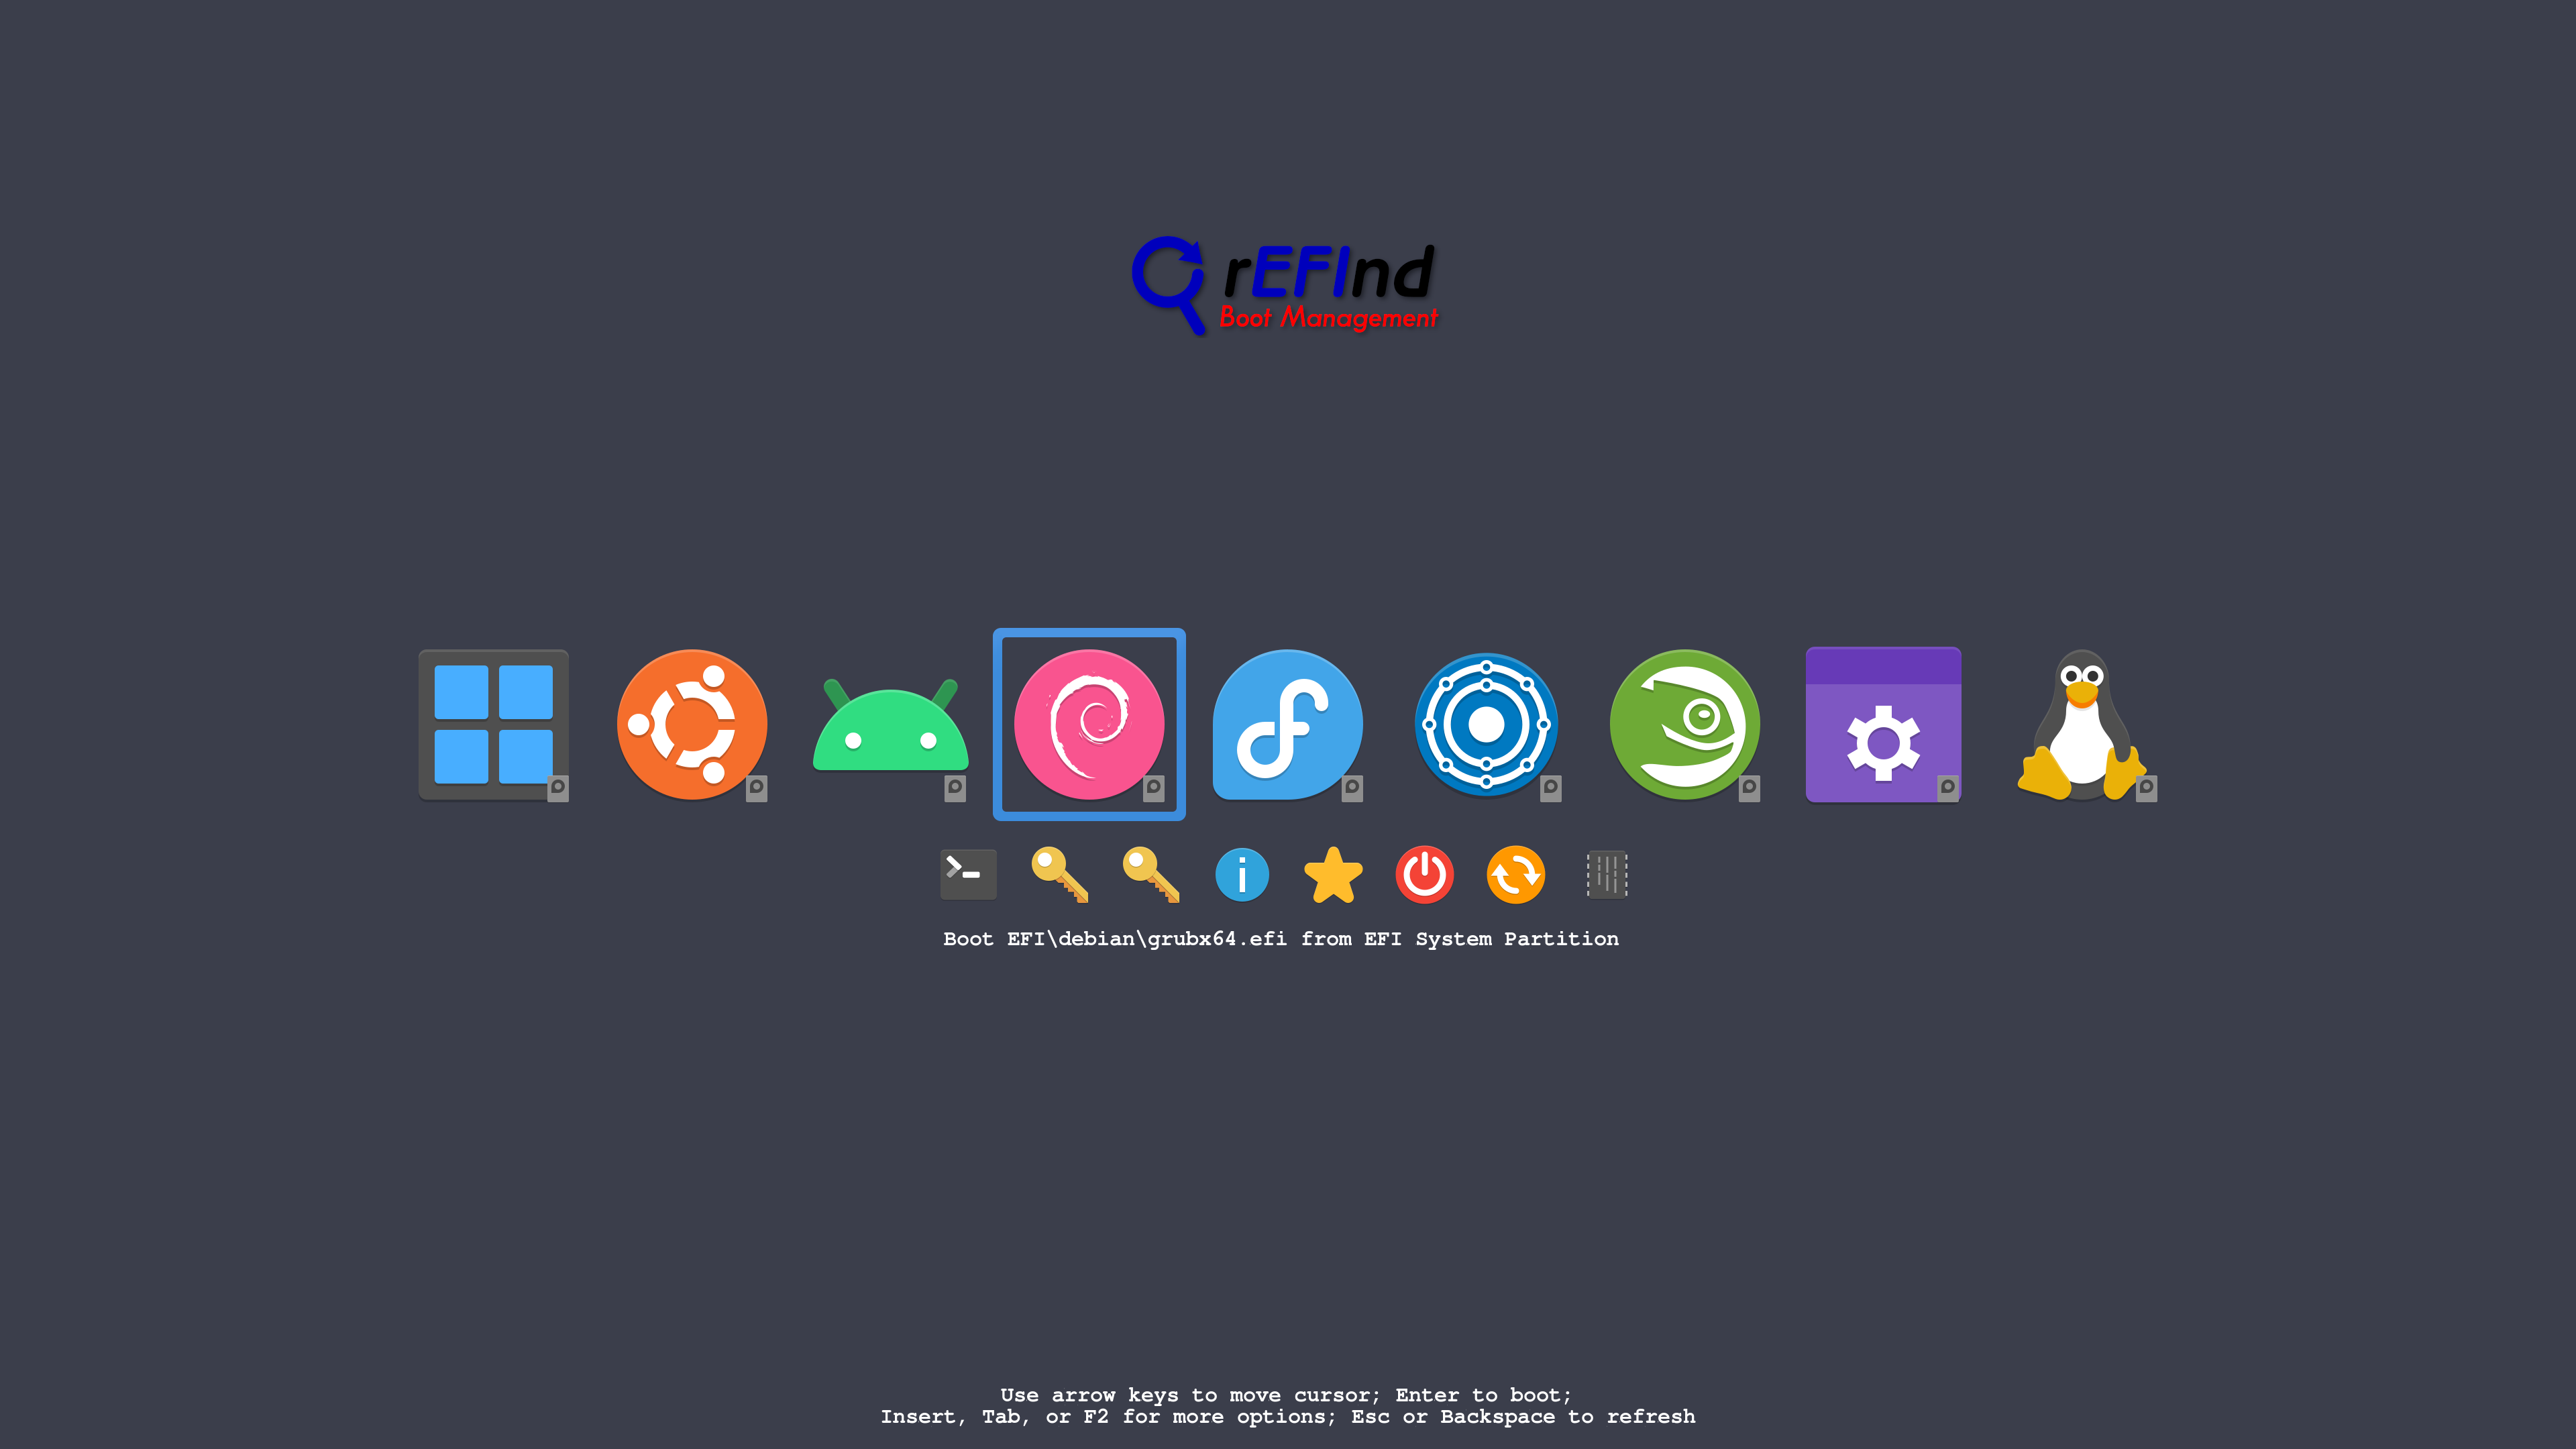 rEFInd
Boot Management
Boot EFI\debian\grubx64.efi from EFI System Partition
Use arrow keys to move cursor; Enter to boot;
Insert, Tab, or F2 for more options; Esc or Backspace to refresh